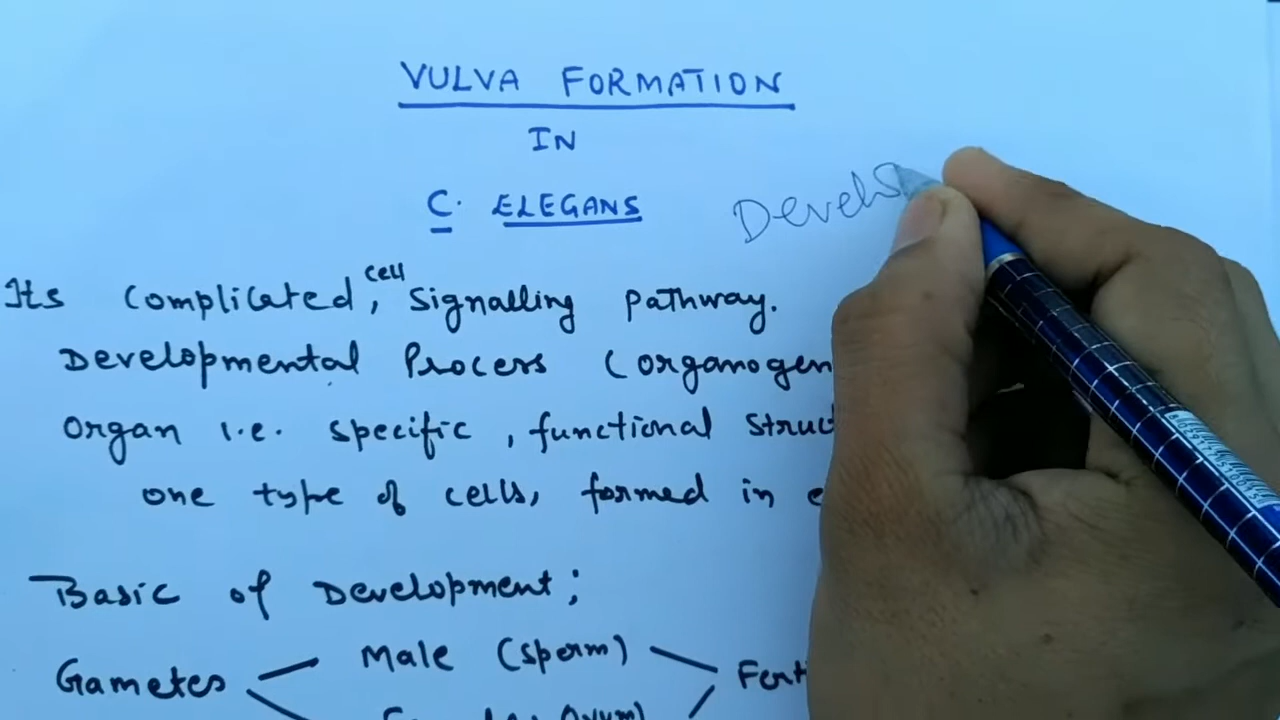 VULVA FORMATION
IN
C. ELEGANS
Its complicated, cell signalling pathway.
Developmental Process (organogen
organ i.e. specific, functional struc
one type of cells, formed in e
Basic of Development;
Gametes
Male (sperm)
Ferti